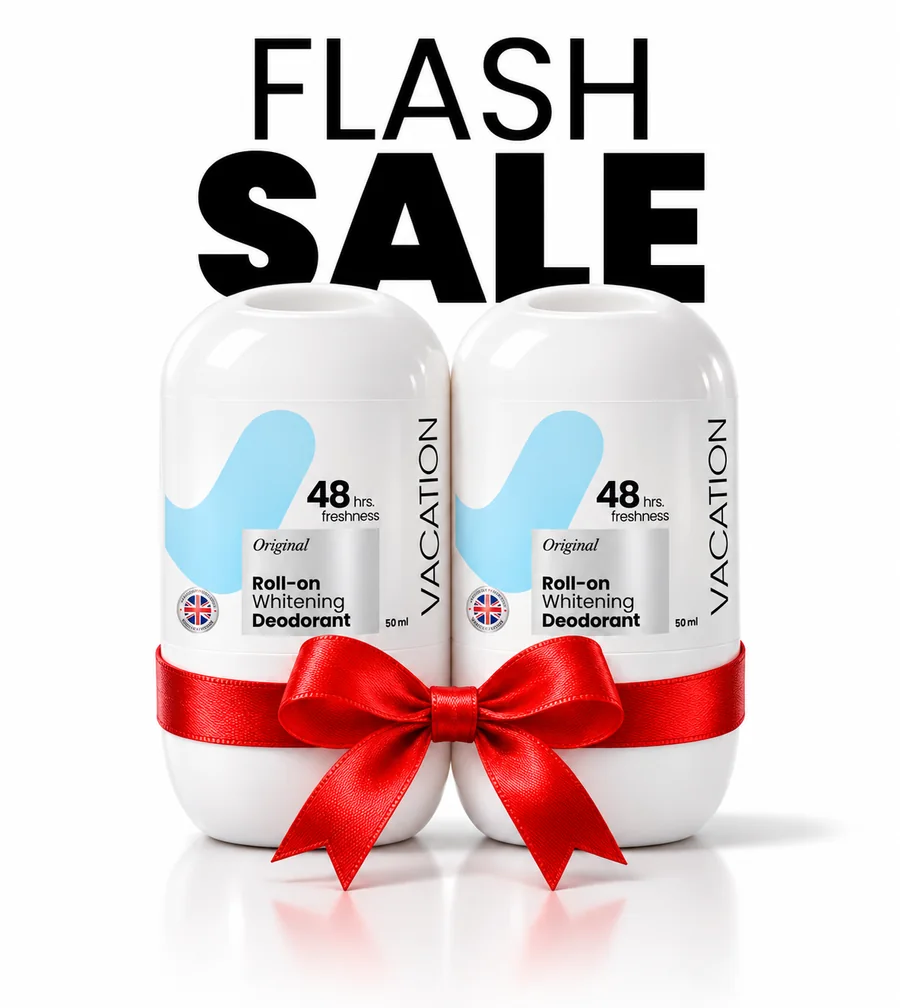 FLASH
SALE
48 hrs.
freshness
Original
Roll-on
Whitening
Deodorant
50 ml
VACATION
48 hrs.
freshness
Original
Roll-on
Whitening
Deodorant
50 ml
VACATION